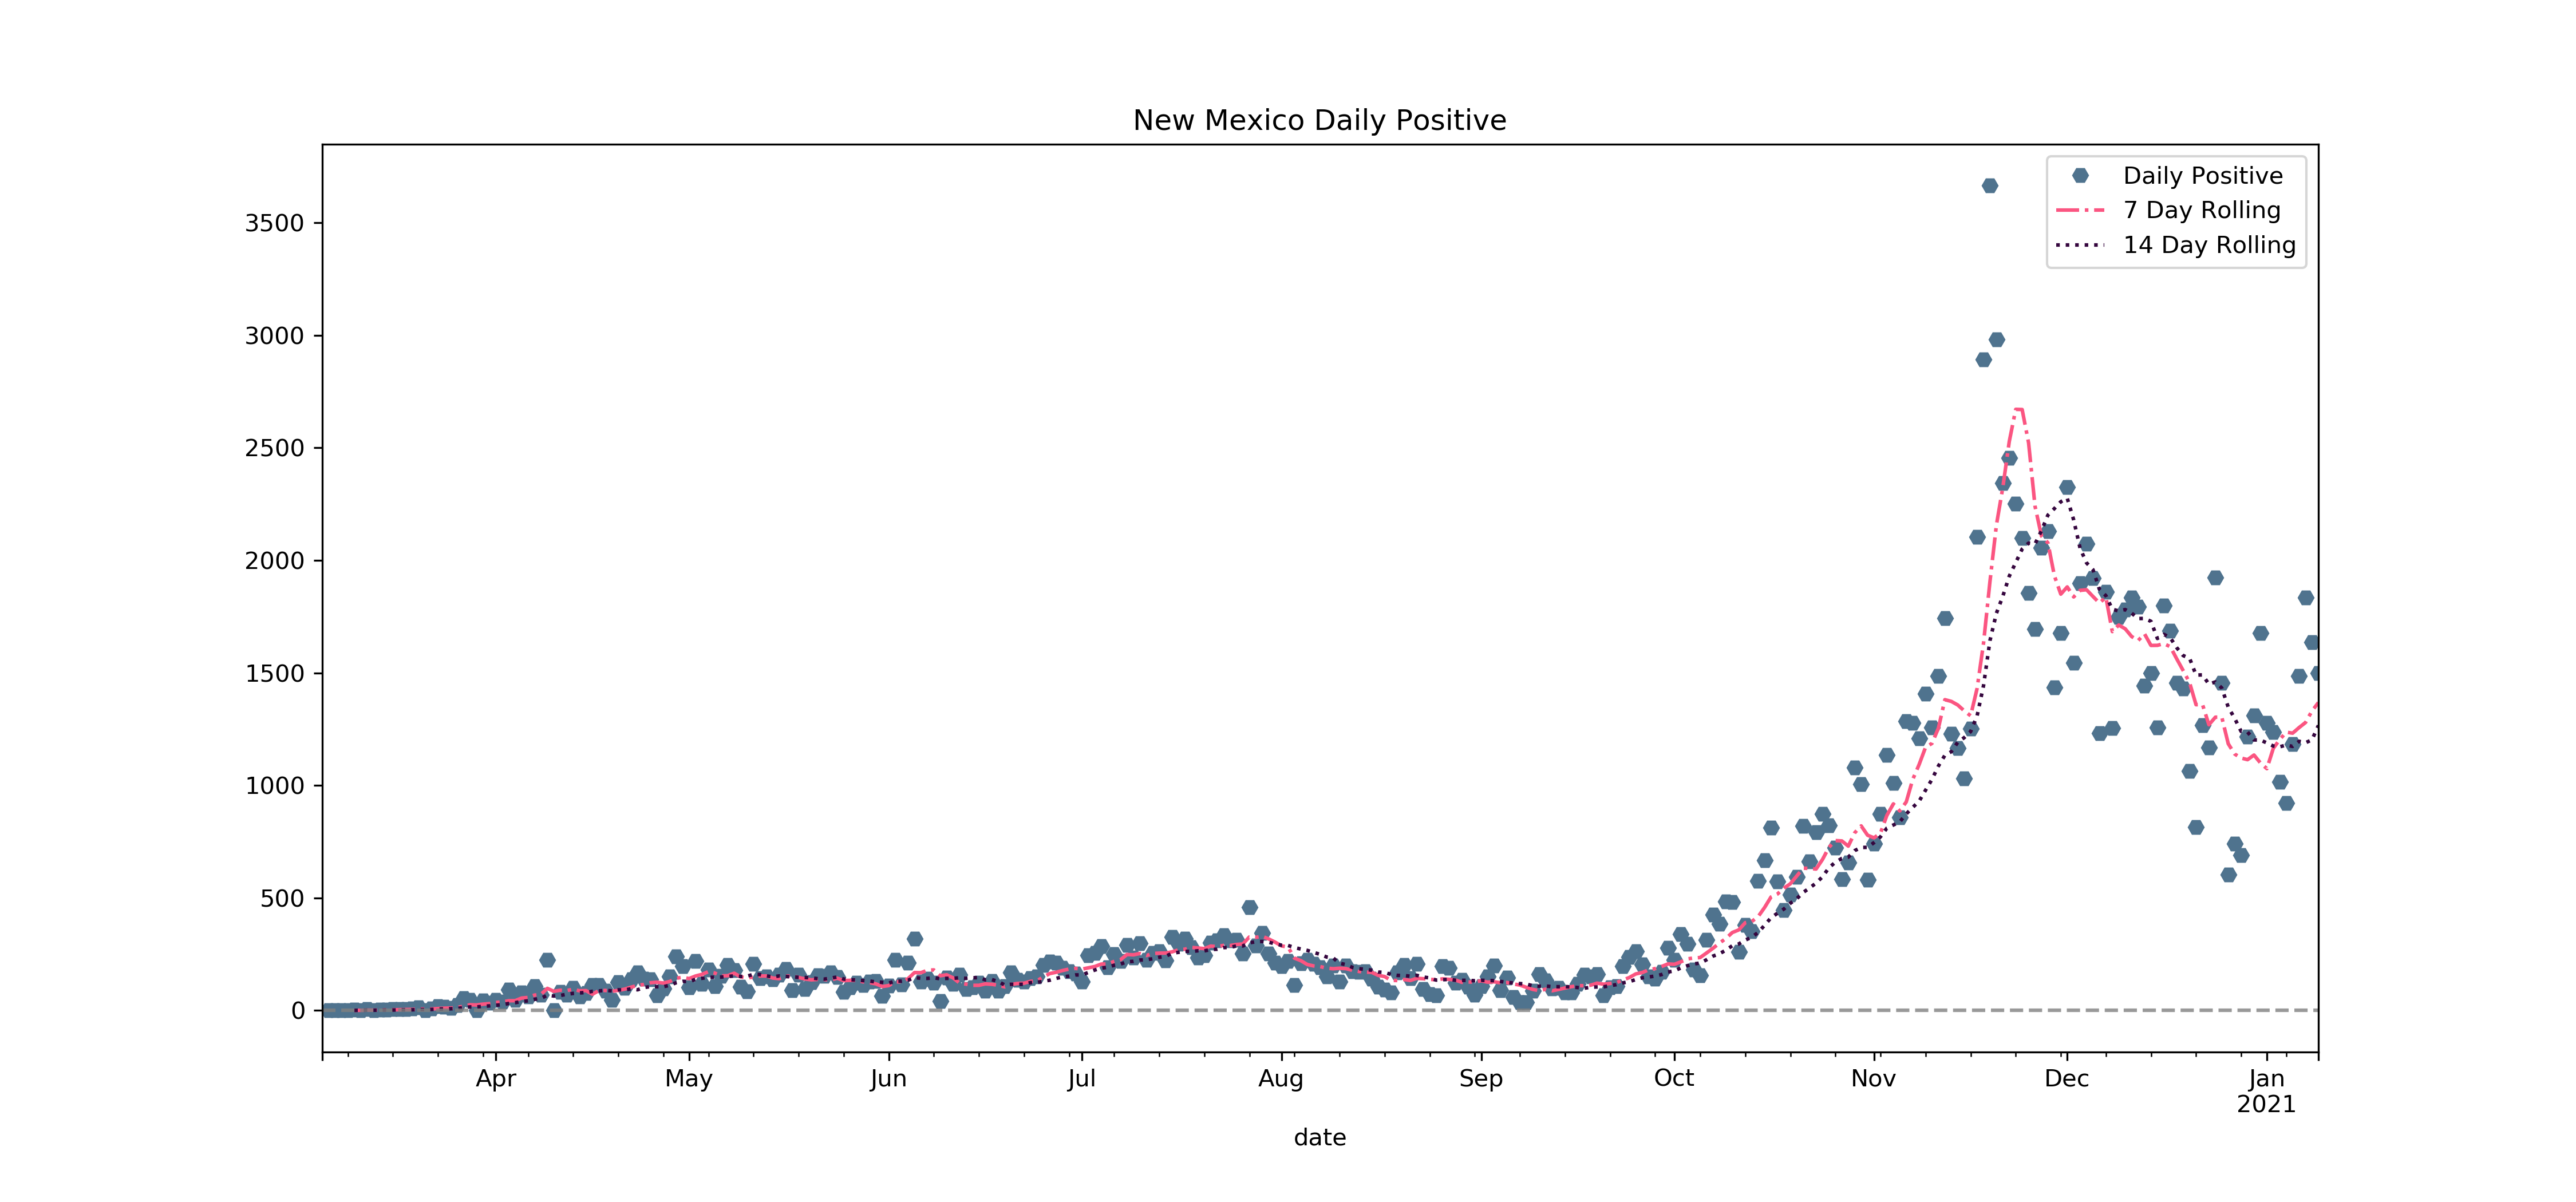 New Mexico Daily Positive
Daily Positive
7 Day Rolling
14 Day Rolling
3500
3000
2500
2000
1500
1000
500
0
Apr May Jun Jul Aug Sep Oct Nov Dec Jan
2021
date